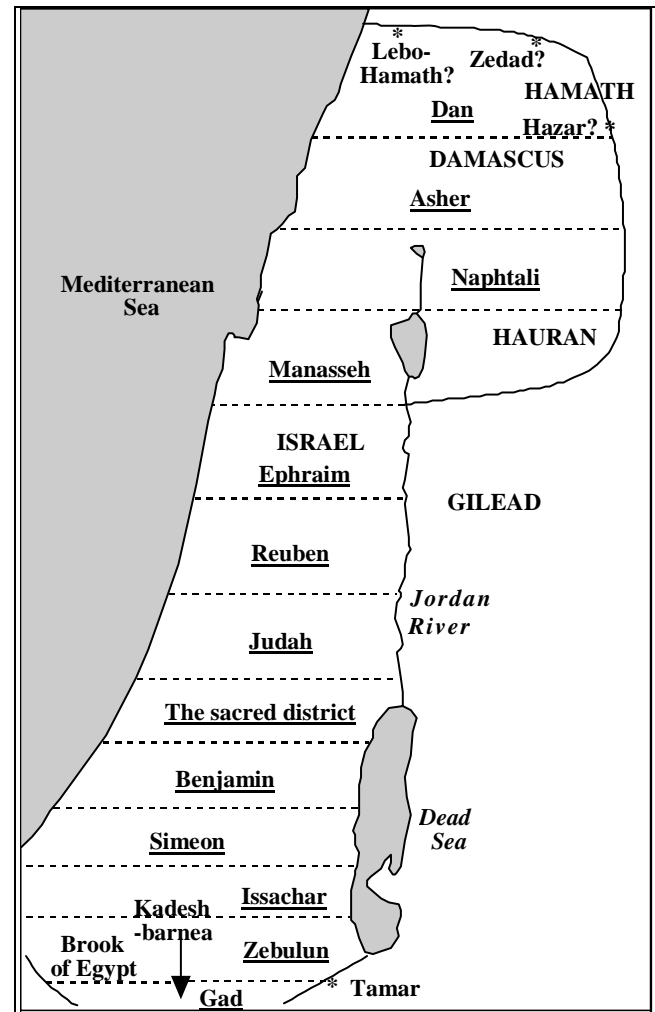 *
Lebo-
Hamath?
*
Zedad?
HAMATH
Dan
Hazar? *
DAMASCUS
Asher
Mediterranean
Sea
Naphtali
HAURAN
Manasseh
ISRAEL
Ephraim
GILEAD
Reuben
Jordan
River
Judah
The sacred district
Benjamin
Dead
Sea
Simeon
Issachar
Kadesh
-barnea
Brook
of Egypt
Zebulun
* Tamar
Gad